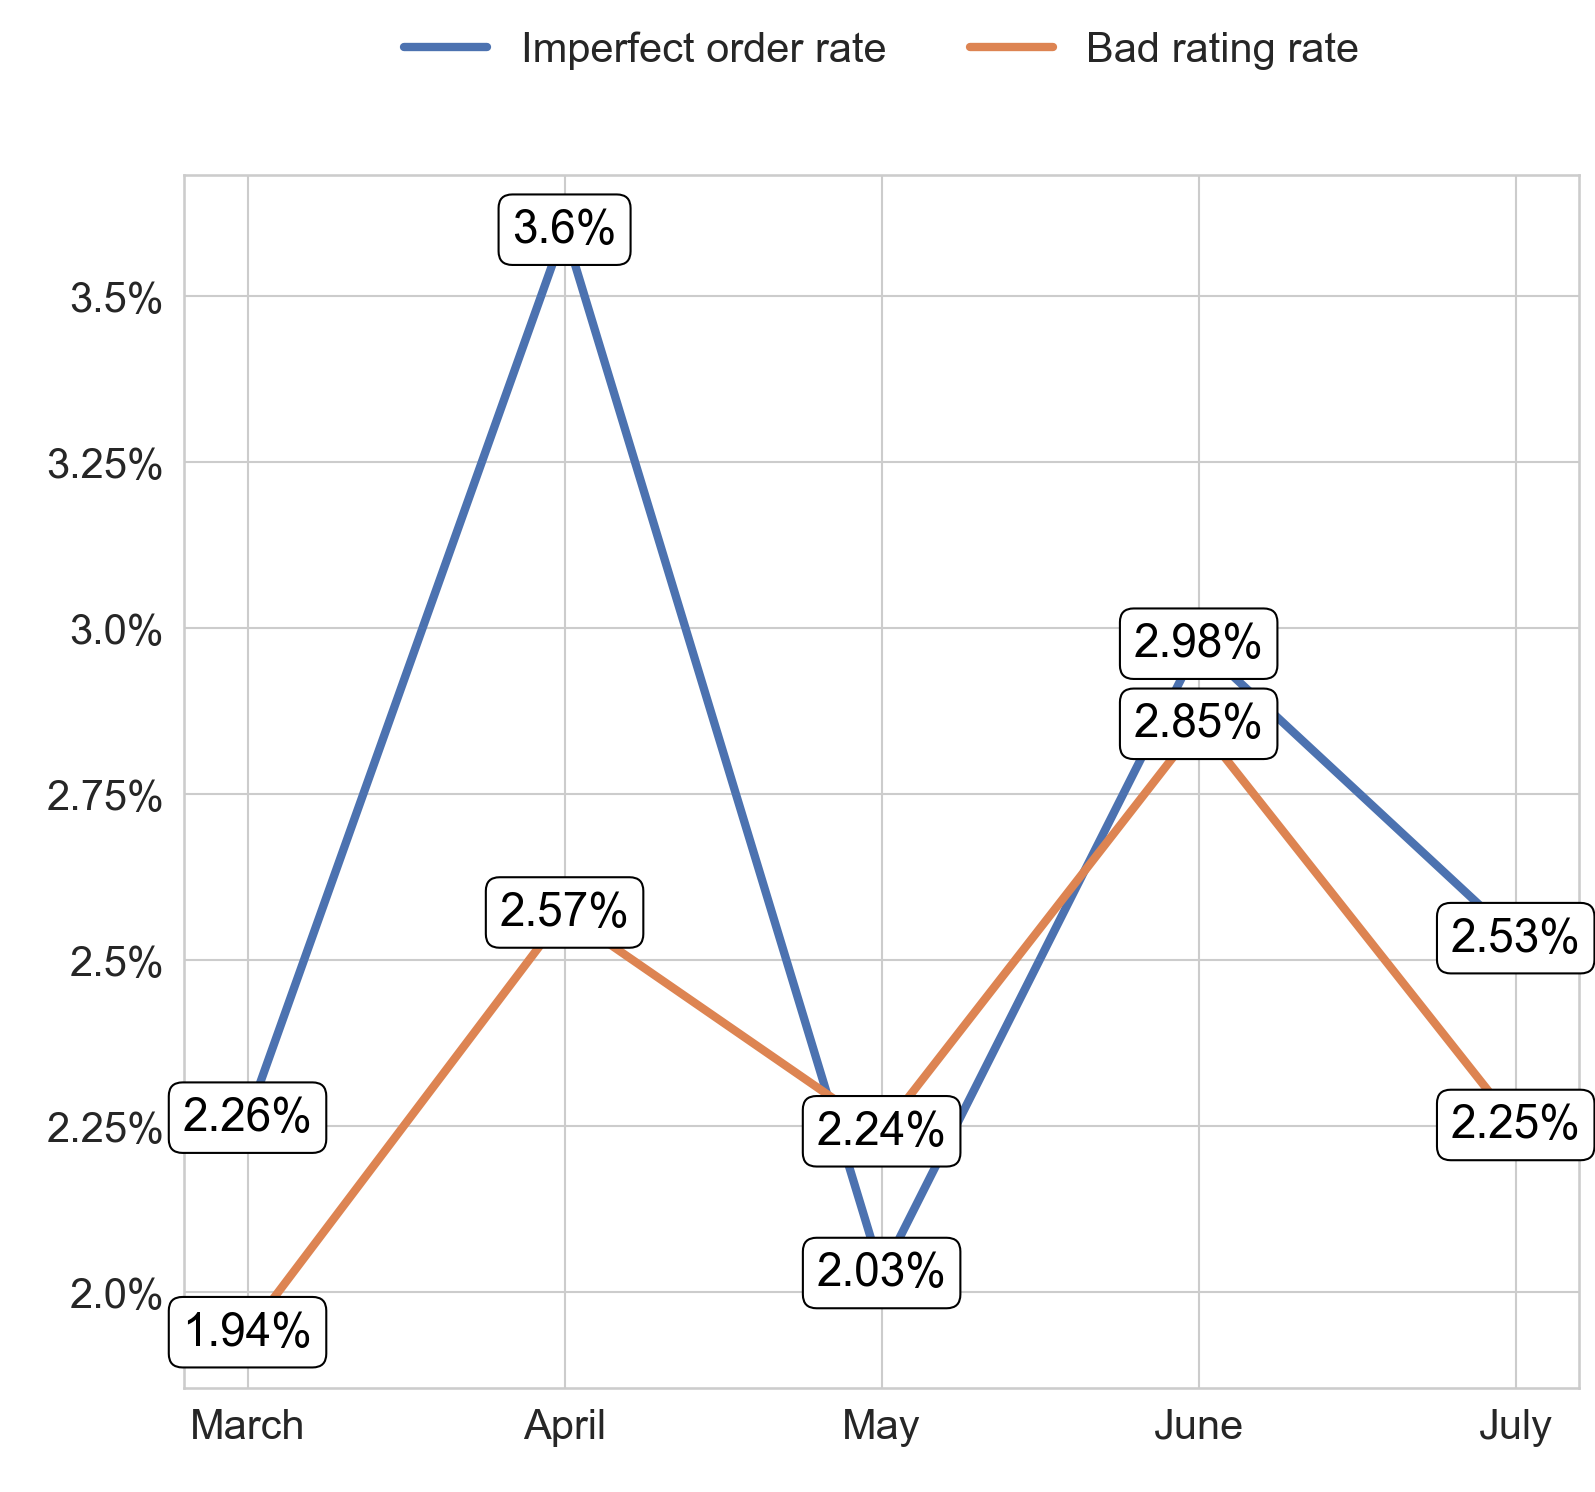 Imperfect order rate
Bad rating rate
3.6%
3.5%
3.25%
3.0%
2.98%
2.85%
2.75%
2.57%
2.53%
2.5%
2.26%
2.25%
2.24%
2.25%
2.03%
2.0%
1.94%
March
April
May
June
July